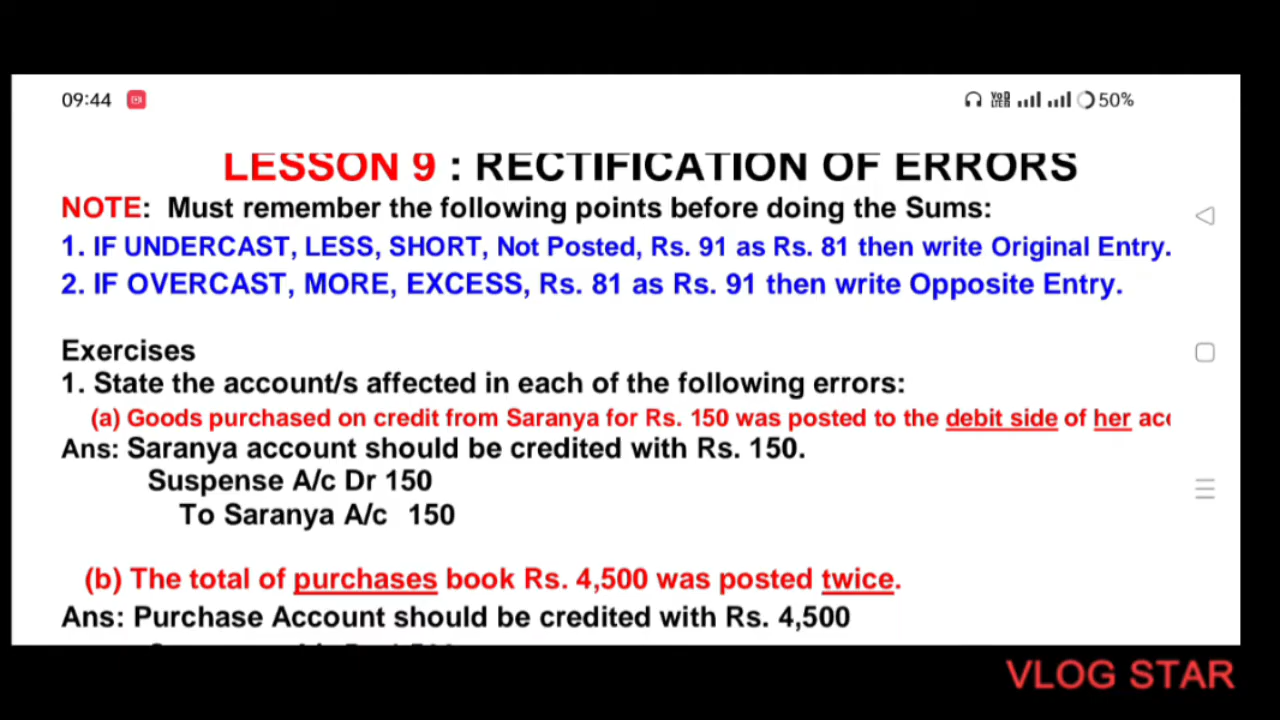 09:44
VoD LTE8 50%
LESSON 9 : RECTIFICATION OF ERRORS
NOTE: Must remember the following points before doing the Sums:
1. IF UNDERCAST, LESS, SHORT, Not Posted, Rs. 91 as Rs. 81 then write Original Entry.
2. IF OVERCAST, MORE, EXCESS, Rs. 81 as Rs. 91 then write Opposite Entry.
Exercises
1. State the account/s affected in each of the following errors:
(a) Goods purchased on credit from Saranya for Rs. 150 was posted to the debit side of her acc
Ans: Saranya account should be credited with Rs. 150.
Suspense A/c Dr 150
To Saranya A/c 150
(b) The total of purchases book Rs. 4,500 was posted twice.
Ans: Purchase Account should be credited with Rs. 4,500
VLOG STAR